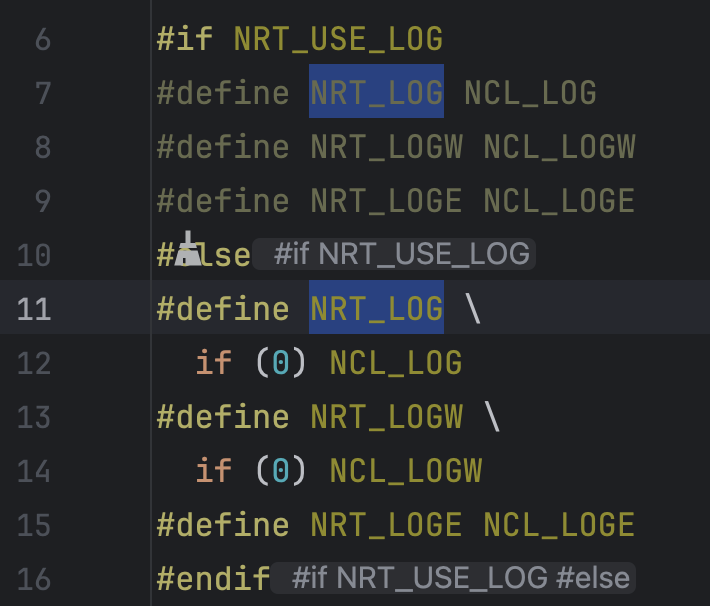 6 #if NRT_USE_LOG
7 #define NRT_LOG NCL_LOG
8 #define NRT_LOGW NCL_LOGW
9 #define NRT_LOGE NCL_LOGE
10 #else #if NRT_USE_LOG
11 #define NRT_LOG \
12 if (0) NCL_LOG
13 #define NRT_LOGW \
14 if (0) NCL_LOGW
15 #define NRT_LOGE NCL_LOGE
16 #endif #if NRT_USE_LOG #else